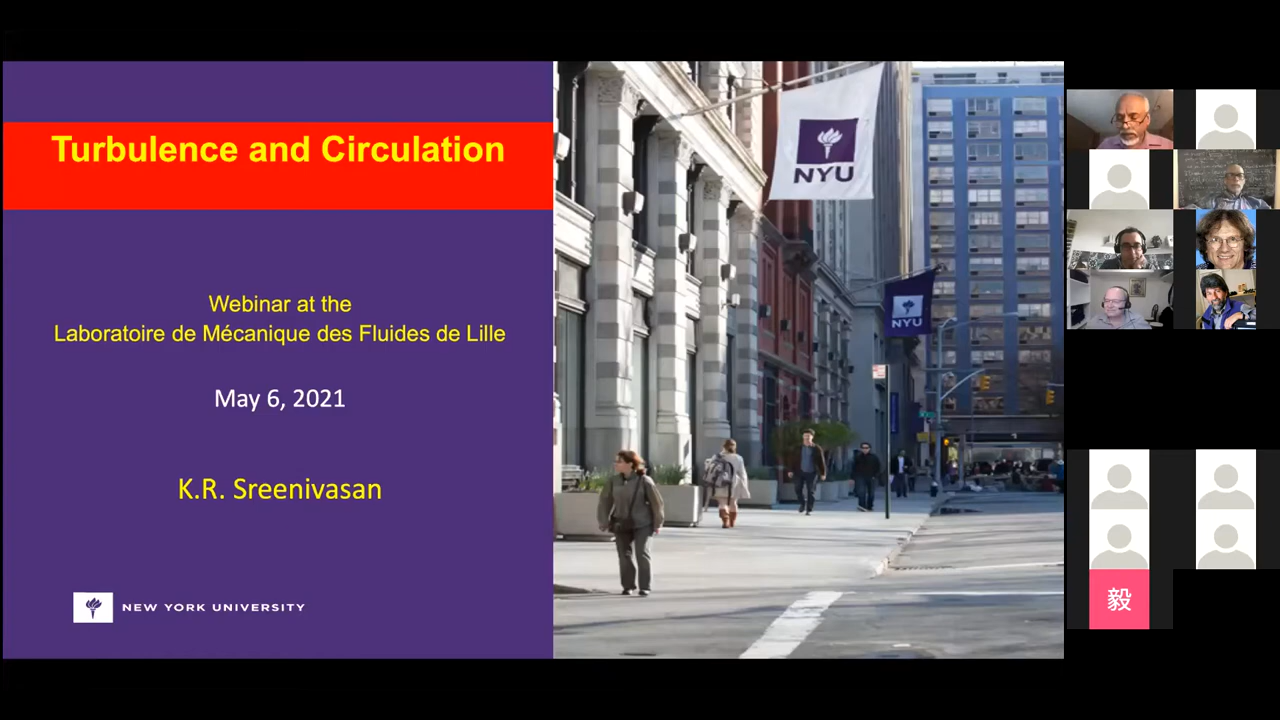 Turbulence and Circulation
Webinar at the
Laboratoire de Mécanique des Fluides de Lille
May 6, 2021
K.R. Sreenivasan
NEW YORK UNIVERSITY
NYU
NYU
毅